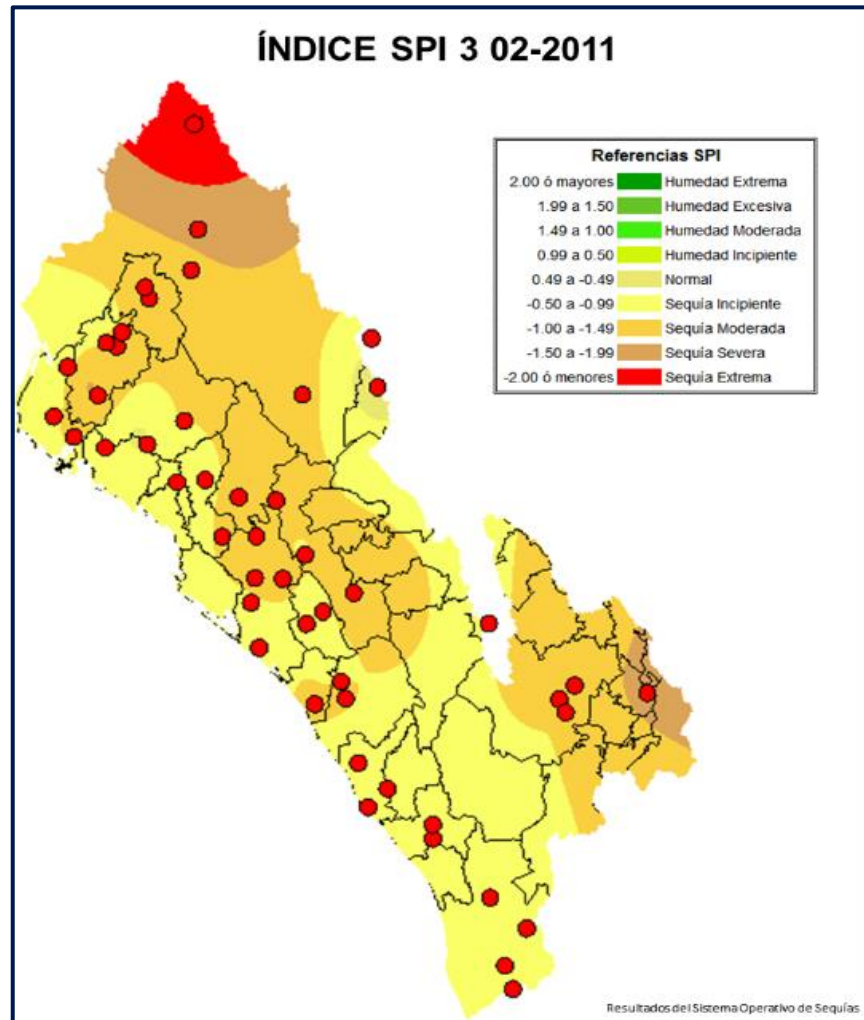 ÍNDICE SPI 3 02-2011
Referencias SPI
2.00 ó mayores Humedad Extrema
1.99 a 1.50 Humedad Excesiva
1.49 a 1.00 Humedad Moderada
0.99 a 0.50 Humedad Incipiente
0.49 a -0.49 Normal
-0.50 a -0.99 Sequía Incipiente
-1.00 a -1.49 Sequía Moderada
-1.50 a -1.99 Sequía Severa
-2.00 ó menores Sequía Extrema
Resultados del Sistema Operativo de Sequías